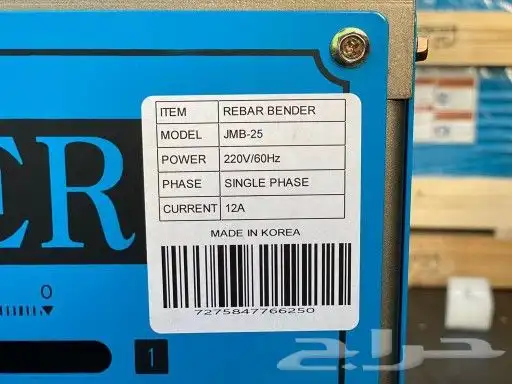 ITEM REBAR BENDER
MODEL JMB-25
POWER 220V/60Hz
PHASE SINGLE PHASE
CURRENT 12A
MADE IN KOREA
7275847766250
ER
0
1
حراج